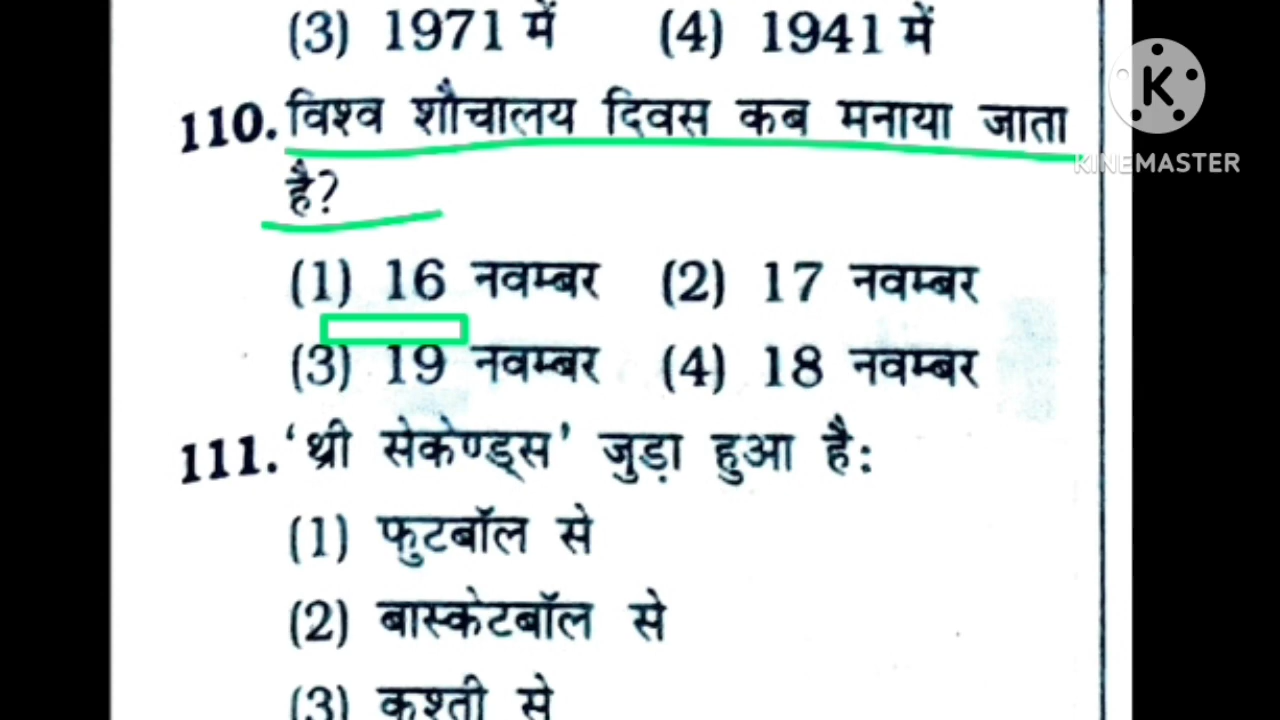 (3) 1971 में (4) 1941 में
110. विश्व शौचालय दिवस कब मनाया जाता
है?
(1) 16 नवम्बर (2) 17 नवम्बर
(3) 19 नवम्बर (4) 18 नवम्बर
111. ‘थ्री सेकेण्ड्स’ जुड़ा हुआ है:
(1) फुटबॉल से
(2) बास्केटबॉल से
(3) कुश्ती से
K
KINEMASTER